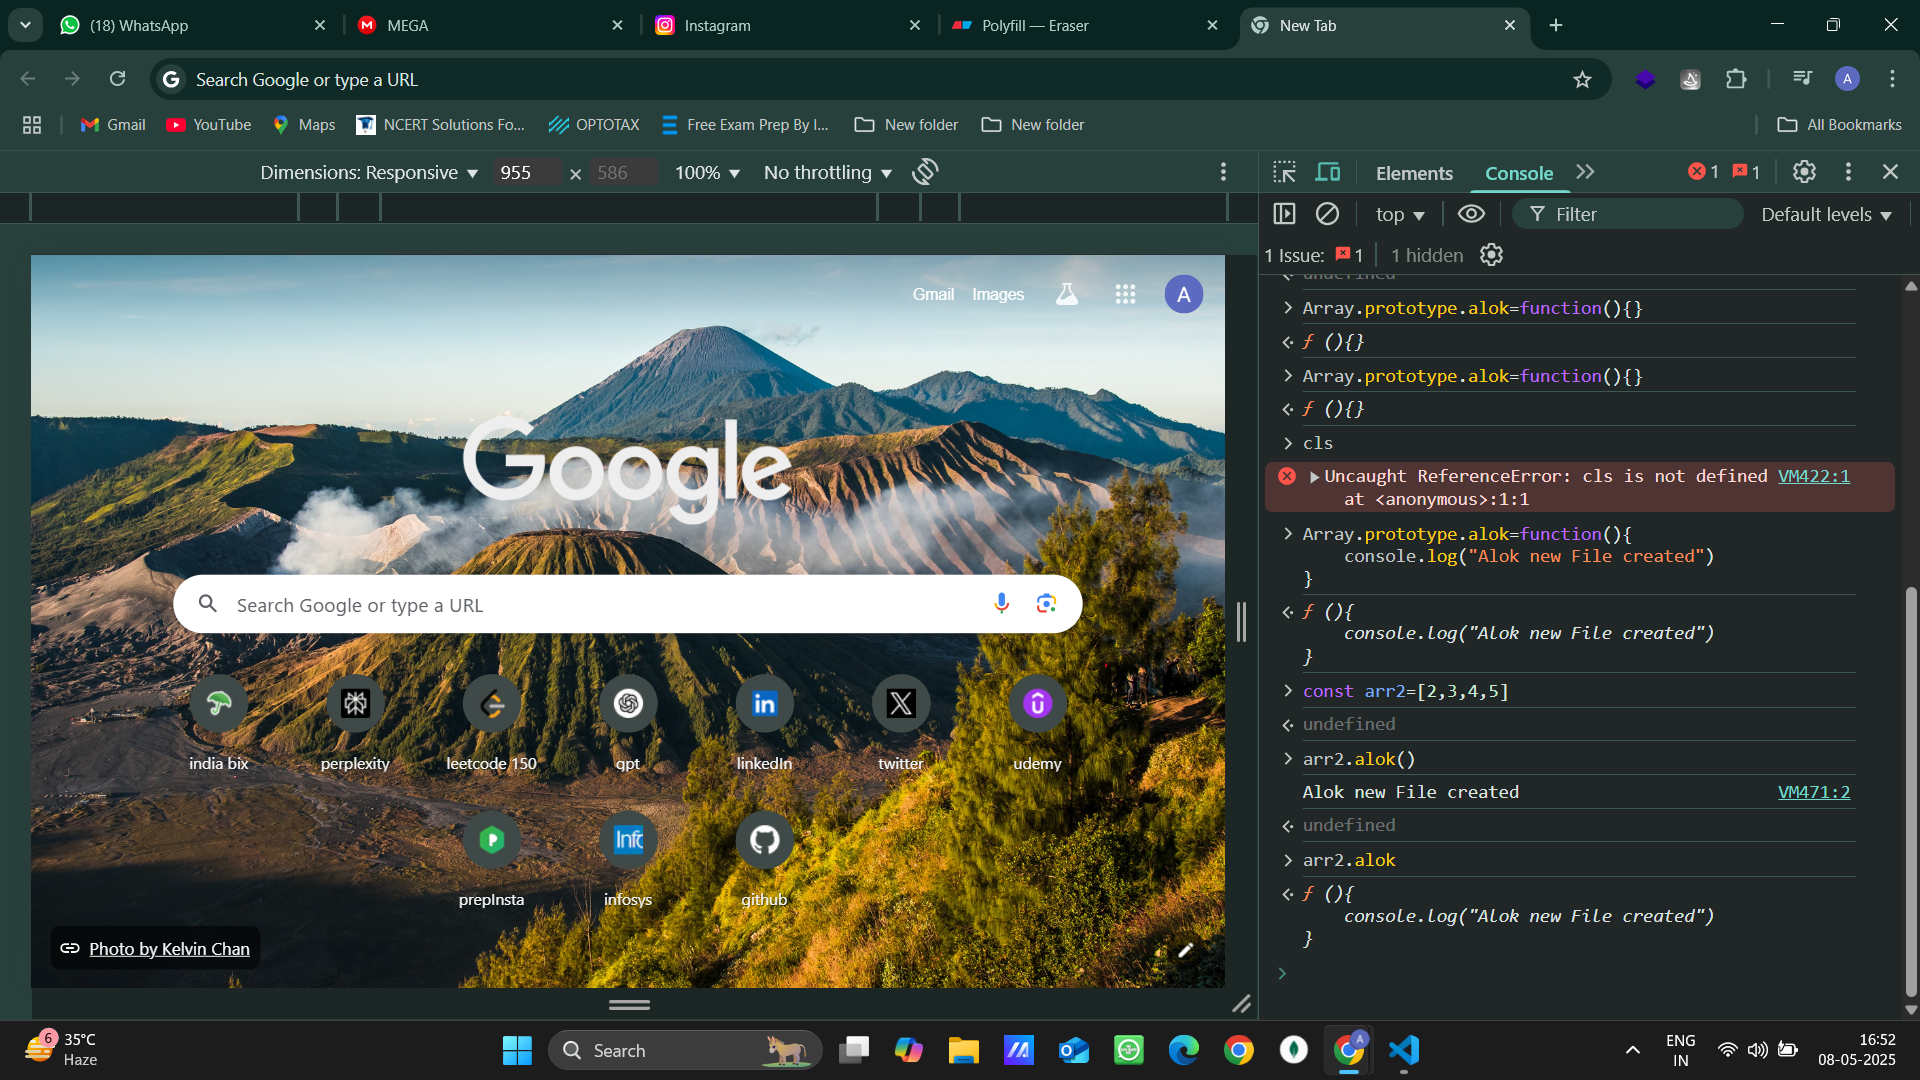 (18) WhatsApp
MEGA
Instagram
Polyfill — Eraser
New Tab
Search Google or type a URL
A
Gmail
YouTube
Maps
NCERT Solutions Fo...
OPTOTAX
Free Exam Prep By I...
New folder
New folder
All Bookmarks
Dimensions: Responsive
955 × 586
100%
No throttling
Elements
Console
1
1
top
Filter
Default levels
1 Issue: 1
1 hidden
Gmail
Images
A
Google
Search Google or type a URL
india bix
perplexity
leetcode 150
gpt
linkedIn
twitter
udemy
prepInsta
infosys
github
Photo by Kelvin Chan
undefined
Array.prototype.alok=function(){}
f (){}
Array.prototype.alok=function(){}
f (){}
cls
Uncaught ReferenceError: cls is not defined VM422:1
at <anonymous>:1:1
Array.prototype.alok=function(){
console.log("Alok new File created")
}
f (){
console.log("Alok new File created")
}
const arr2=[2,3,4,5]
undefined
arr2.alok()
Alok new File created VM471:2
undefined
arr2.alok
f (){
console.log("Alok new File created")
}
6
35°C
Haze
Search
ENG
IN
16:52
08-05-2025